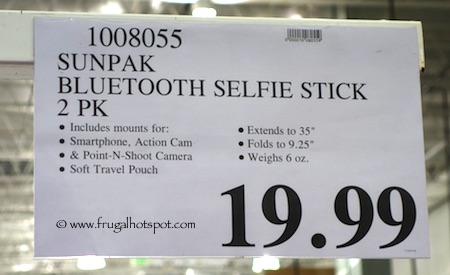 1008055
SUNPAK
BLUETOOTH SELFIE STICK
2 PK
• Includes mounts for:
• Smartphone, Action Cam
• & Point-N-Shoot Camera
• Soft Travel Pouch
• Extends to 35"
• Folds to 9.25"
• Weighs 6 oz.
19.99
© www.frugalhotspot.com